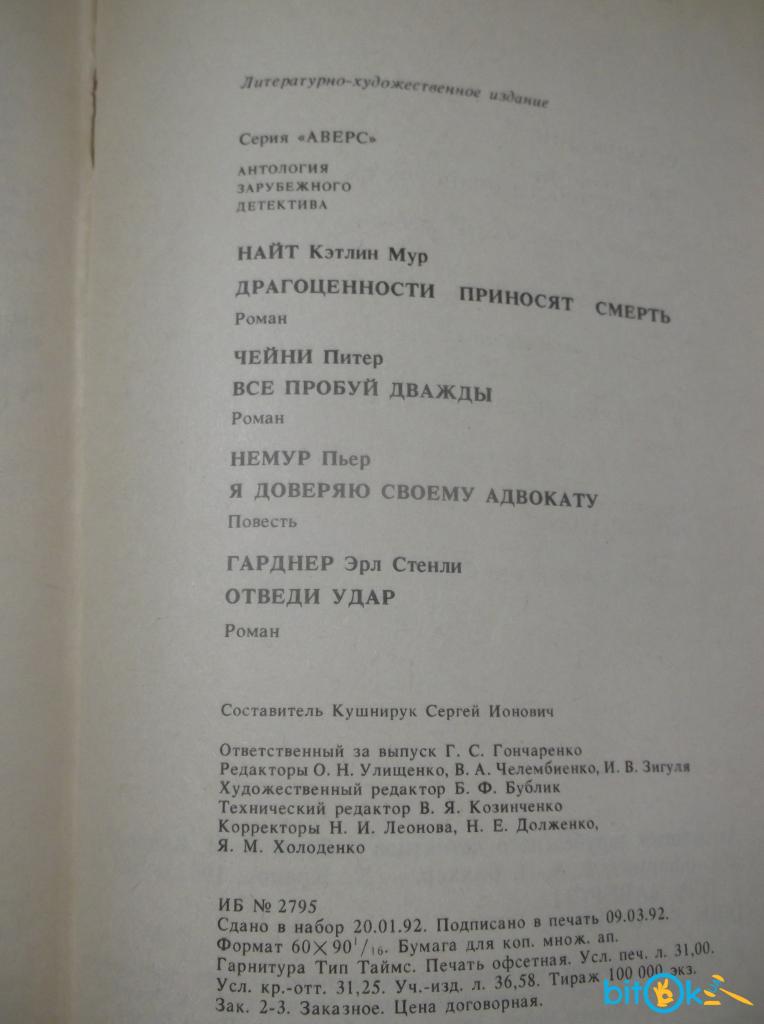 Литературно-художественное издание
Серия «АВЕРС»
АНТОЛОГИЯ
ЗАРУБЕЖНОГО
ДЕТЕКТИВА
НАЙТ Кэтлин Мур
ДРАГОЦЕННОСТИ ПРИНОСЯТ СМЕРТЬ
Роман
ЧЕЙНИ Питер
ВСЕ ПРОБУЙ ДВАЖДЫ
Роман
НЕМУР Пьер
Я ДОВЕРЯЮ СВОЕМУ АДВОКАТУ
Повесть
ГАРДНЕР Эрл Стенли
ОТВЕДИ УДАР
Роман
Составитель Кушнирук Сергей Ионович
Ответственный за выпуск Г. С. Гончаренко
Редакторы О. Н. Улищенко, В. А. Челембиенко, И. В. Зигуля
Художественный редактор Б. Ф. Бублик
Технический редактор В. Я. Козинченко
Корректоры Н. И. Леонова, Н. Е. Долженко,
Я. М. Холоденко
ИБ № 2795
Сдано в набор 20.01.92. Подписано в печать 09.03.92.
Формат 60×90 1/16. Бумага для коп. множ. ап.
Гарнитура Тип Таймс. Печать офсетная. Усл. печ. л. 31,00.
Усл. кр.-отт. 31,25. Уч.-изд. л. 36,58. Тираж 100 000 экз.
Зак. 2-3. Заказное. Цена договорная.
bitok